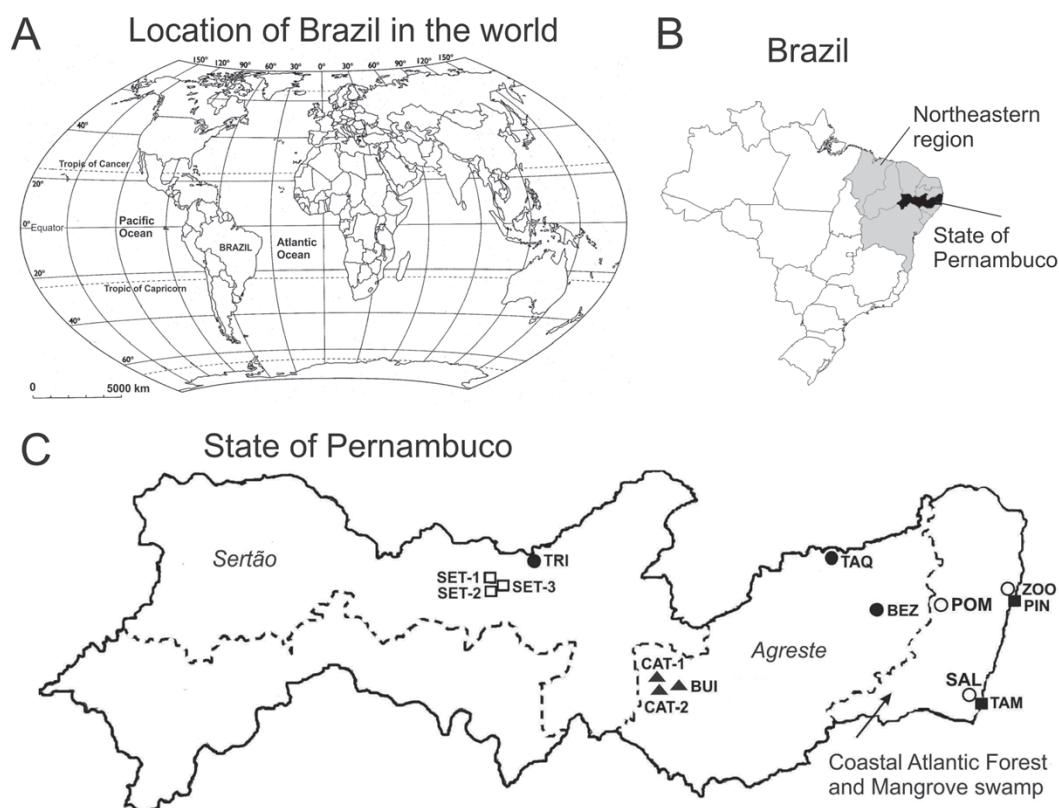 A
Location of Brazil in the world
150° 120° 90° 60° 30° 0° 30° 60° 90° 120° 150°
40°
Tropic of Cancer
20°
0° Equator
Pacific
Ocean
BRAZIL
Atlantic
Ocean
20°
Tropic of Capricorn
40°
60°
0 5000 km
B
Brazil
Northeastern
region
State of
Pernambuco
C
State of Pernambuco
Sertão
TRI
SET-1
SET-2
SET-3
TAQ
BEZ
POM
ZOO
PIN
Agreste
CAT-1
BUI
CAT-2
SAL
TAM
Coastal Atlantic Forest
and Mangrove swamp